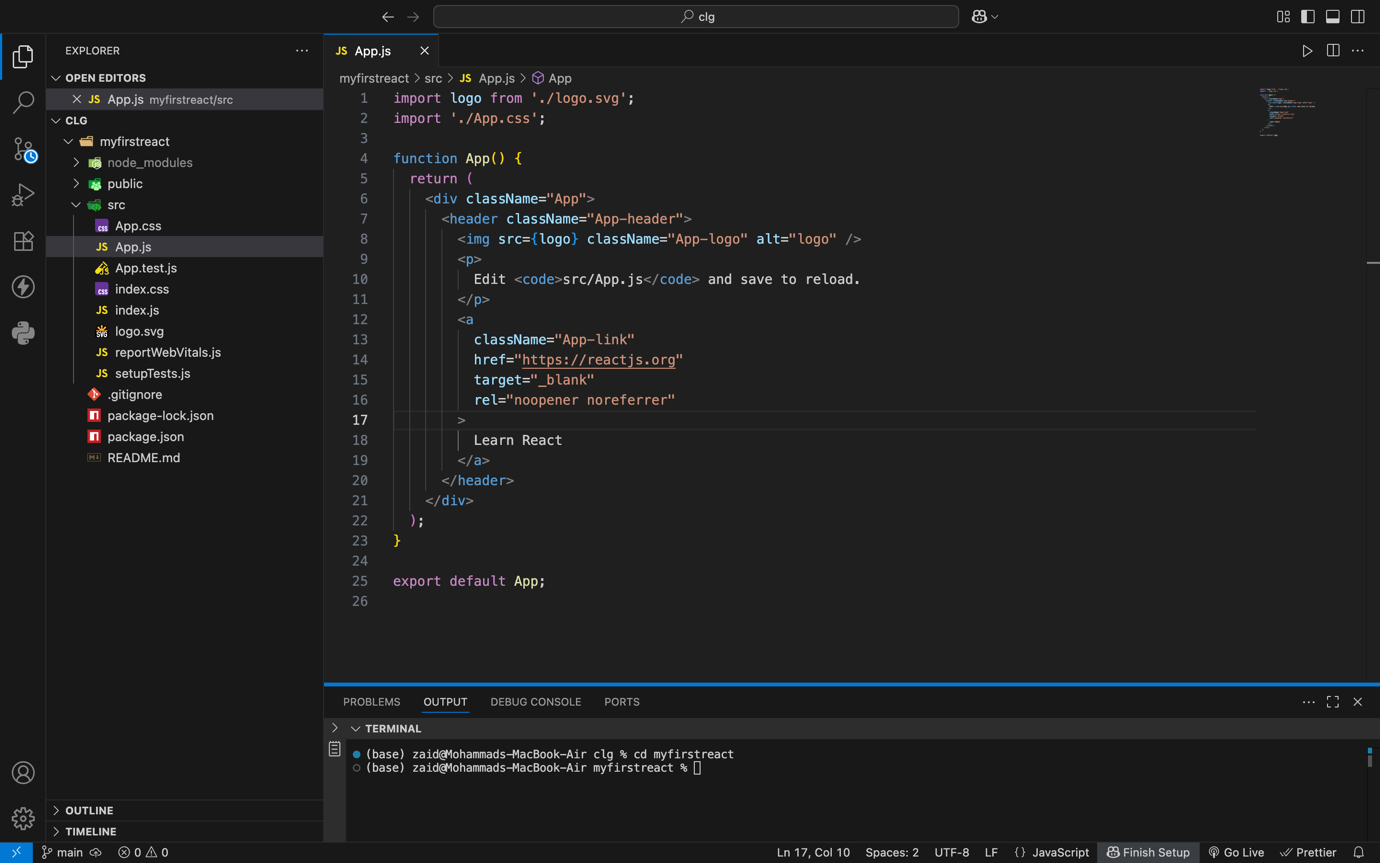 clg
EXPLORER
OPEN EDITORS
JS App.js myfirstreact/src
CLG
myfirstreact
node_modules
public
src
App.css
JS App.js
App.test.js
index.css
JS index.js
logo.svg
JS reportWebVitals.js
JS setupTests.js
.gitignore
package-lock.json
package.json
README.md
OUTLINE
TIMELINE
JS App.js
myfirstreact > src > JS App.js > App
1 import logo from './logo.svg';
2 import './App.css';
3
4 function App() {
5 return (
6 <div className="App">
7 <header className="App-header">
8 <img src={logo} className="App-logo" alt="logo" />
9 <p>
10 Edit <code>src/App.js</code> and save to reload.
11 </p>
12 <a
13 className="App-link"
14 href="https://reactjs.org"
15 target="_blank"
16 rel="noopener noreferrer"
17 >
18 Learn React
19 </a>
20 </header>
21 </div>
22 );
23 }
24
25 export default App;
26
PROBLEMS OUTPUT DEBUG CONSOLE PORTS
TERMINAL
(base) zaid@Mohammads-MacBook-Air clg % cd myfirstreact
(base) zaid@Mohammads-MacBook-Air myfirstreact %
main 0 0 Ln 17, Col 10 Spaces: 2 UTF-8 LF {} JavaScript Finish Setup Go Live Prettier